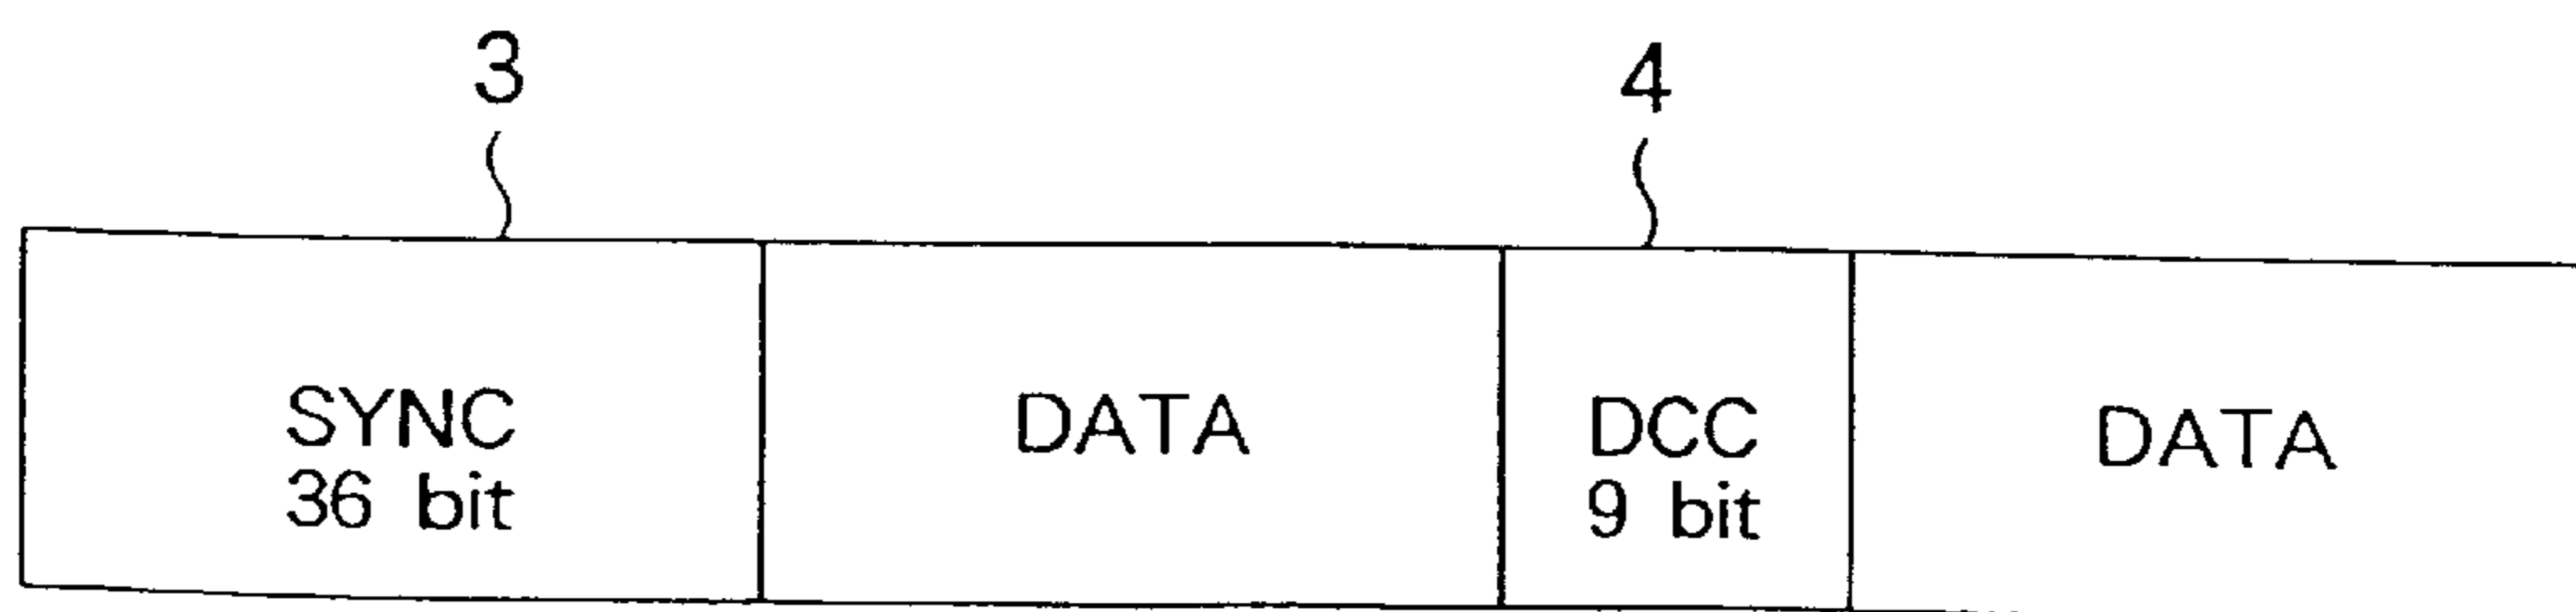 3
4
SYNC
36 bit
DATA
DCC
9 bit
DATA